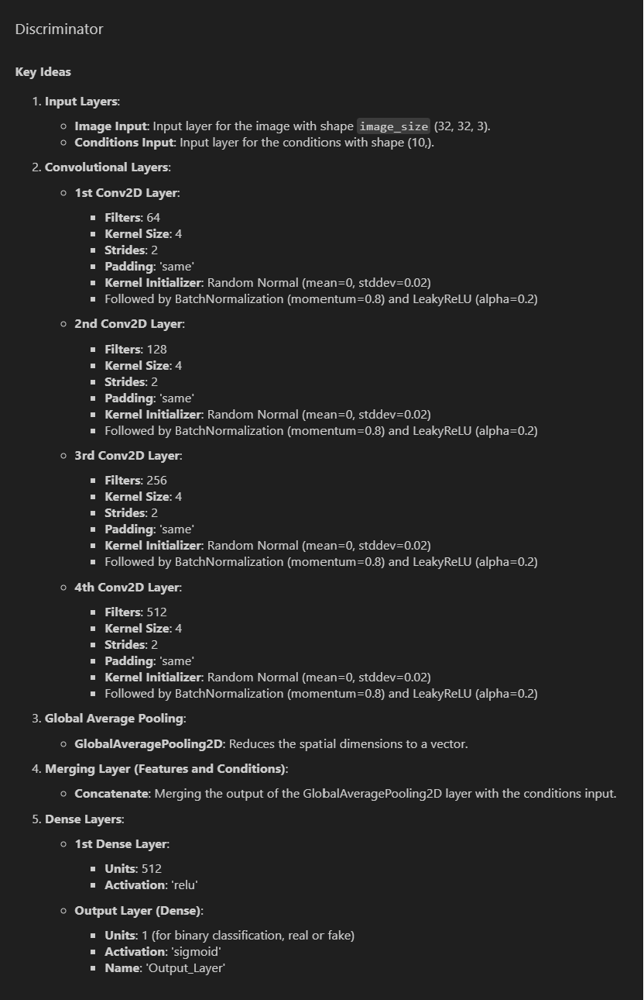 Discriminator
Key Ideas
1. Input Layers:
Image Input: Input layer for the image with shape image_size (32, 32, 3).
Conditions Input: Input layer for the conditions with shape (10,).
2. Convolutional Layers:
1st Conv2D Layer:
Filters: 64
Kernel Size: 4
Strides: 2
Padding: 'same'
Kernel Initializer: Random Normal (mean=0, stddev=0.02)
Followed by BatchNormalization (momentum=0.8) and LeakyReLU (alpha=0.2)
2nd Conv2D Layer:
Filters: 128
Kernel Size: 4
Strides: 2
Padding: 'same'
Kernel Initializer: Random Normal (mean=0, stddev=0.02)
Followed by BatchNormalization (momentum=0.8) and LeakyReLU (alpha=0.2)
3rd Conv2D Layer:
Filters: 256
Kernel Size: 4
Strides: 2
Padding: 'same'
Kernel Initializer: Random Normal (mean=0, stddev=0.02)
Followed by BatchNormalization (momentum=0.8) and LeakyReLU (alpha=0.2)
4th Conv2D Layer:
Filters: 512
Kernel Size: 4
Strides: 2
Padding: 'same'
Kernel Initializer: Random Normal (mean=0, stddev=0.02)
Followed by BatchNormalization (momentum=0.8) and LeakyReLU (alpha=0.2)
3. Global Average Pooling:
GlobalAveragePooling2D: Reduces the spatial dimensions to a vector.
4. Merging Layer (Features and Conditions):
Concatenate: Merging the output of the GlobalAveragePooling2D layer with the conditions input.
5. Dense Layers:
1st Dense Layer:
Units: 512
Activation: 'relu'
Output Layer (Dense):
Units: 1 (for binary classification, real or fake)
Activation: 'sigmoid'
Name: 'Output_Layer'